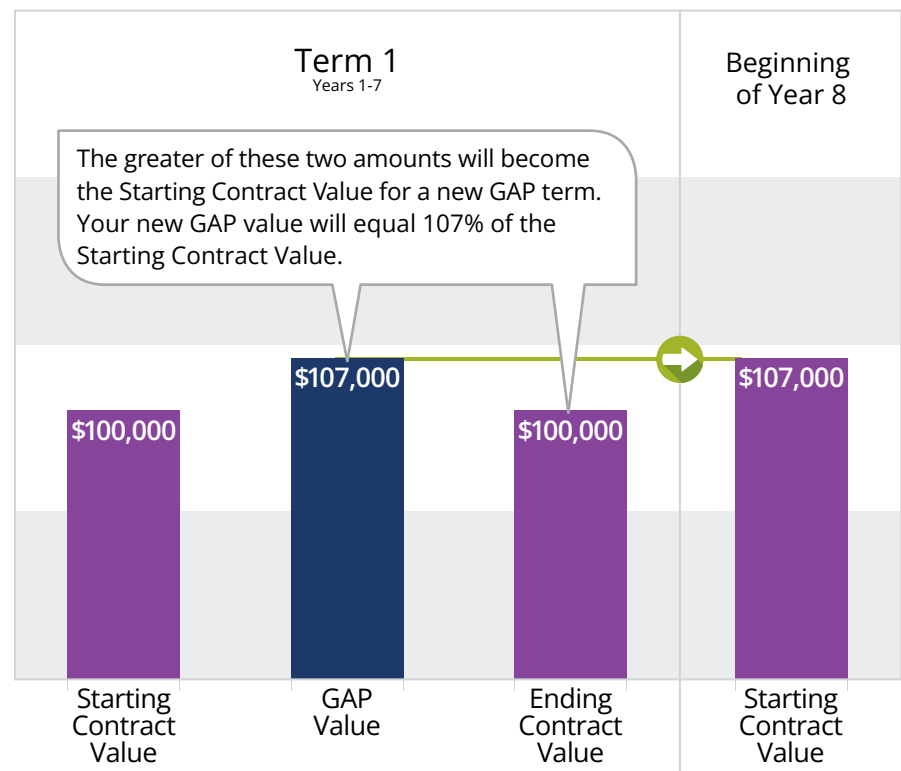 Term 1
Years 1-7
Beginning
of Year 8
The greater of these two amounts will become
the Starting Contract Value for a new GAP term.
Your new GAP value will equal 107% of the
Starting Contract Value.
$100,000
$107,000
$100,000
$107,000
Starting
Contract
Value
GAP
Value
Ending
Contract
Value
Starting
Contract
Value